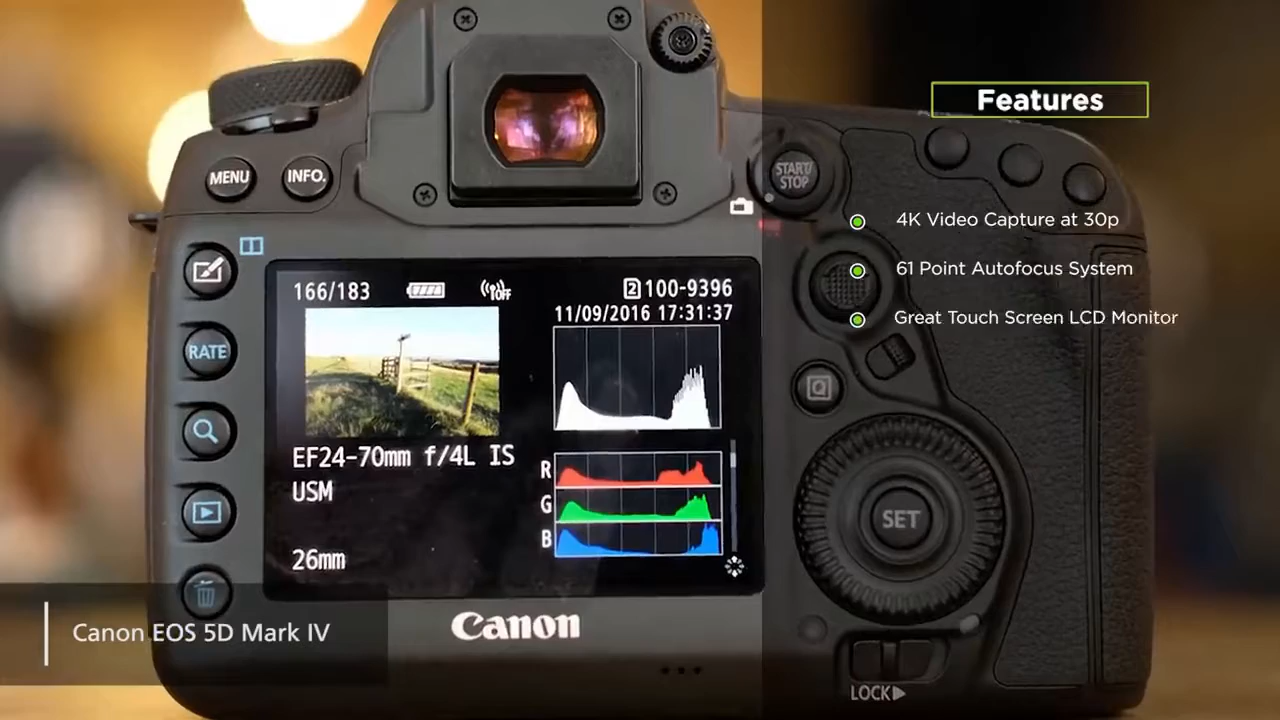 Features
MENU
INFO.
START/
STOP
4K Video Capture at 30p
61 Point Autofocus System
Great Touch Screen LCD Monitor
166/183
OFF
2 100-9396
11/09/2016 17:31:37
RATE
Q
EF24-70mm f/4L IS
USM
R
G
B
26mm
SET
Canon
Canon EOS 5D Mark IV
LOCK▶